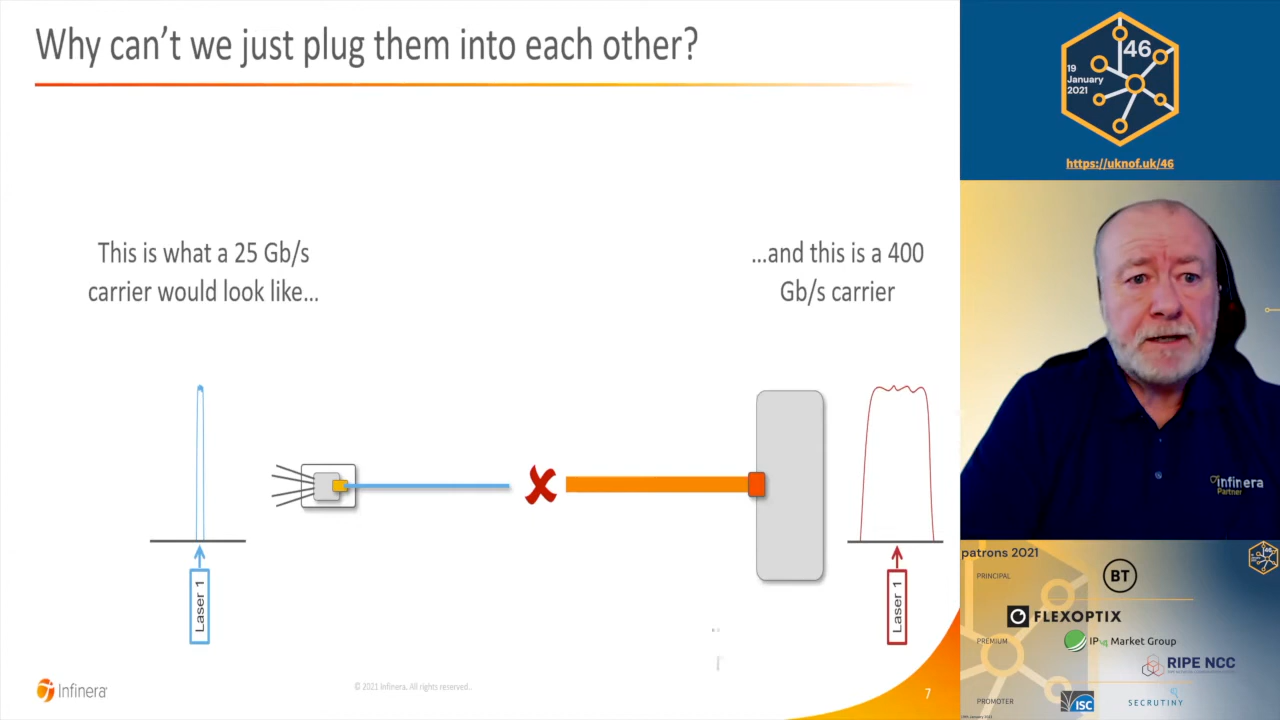 Why can't we just plug them into each other?
This is what a 25 Gb/s
carrier would look like...
...and this is a 400
Gb/s carrier
Laser 1
Laser 1
Infinera
© 2021 Infinera. All rights reserved..
7
46
19
January
2021
https://uknof.uk/46
infinera
Partner
patrons 2021
46
PRINCIPAL
BT
FLEXOPTIX
PREMIUM
IPv4 Market Group
RIPE NCC
PROMOTER
ISC
SECRUTINY